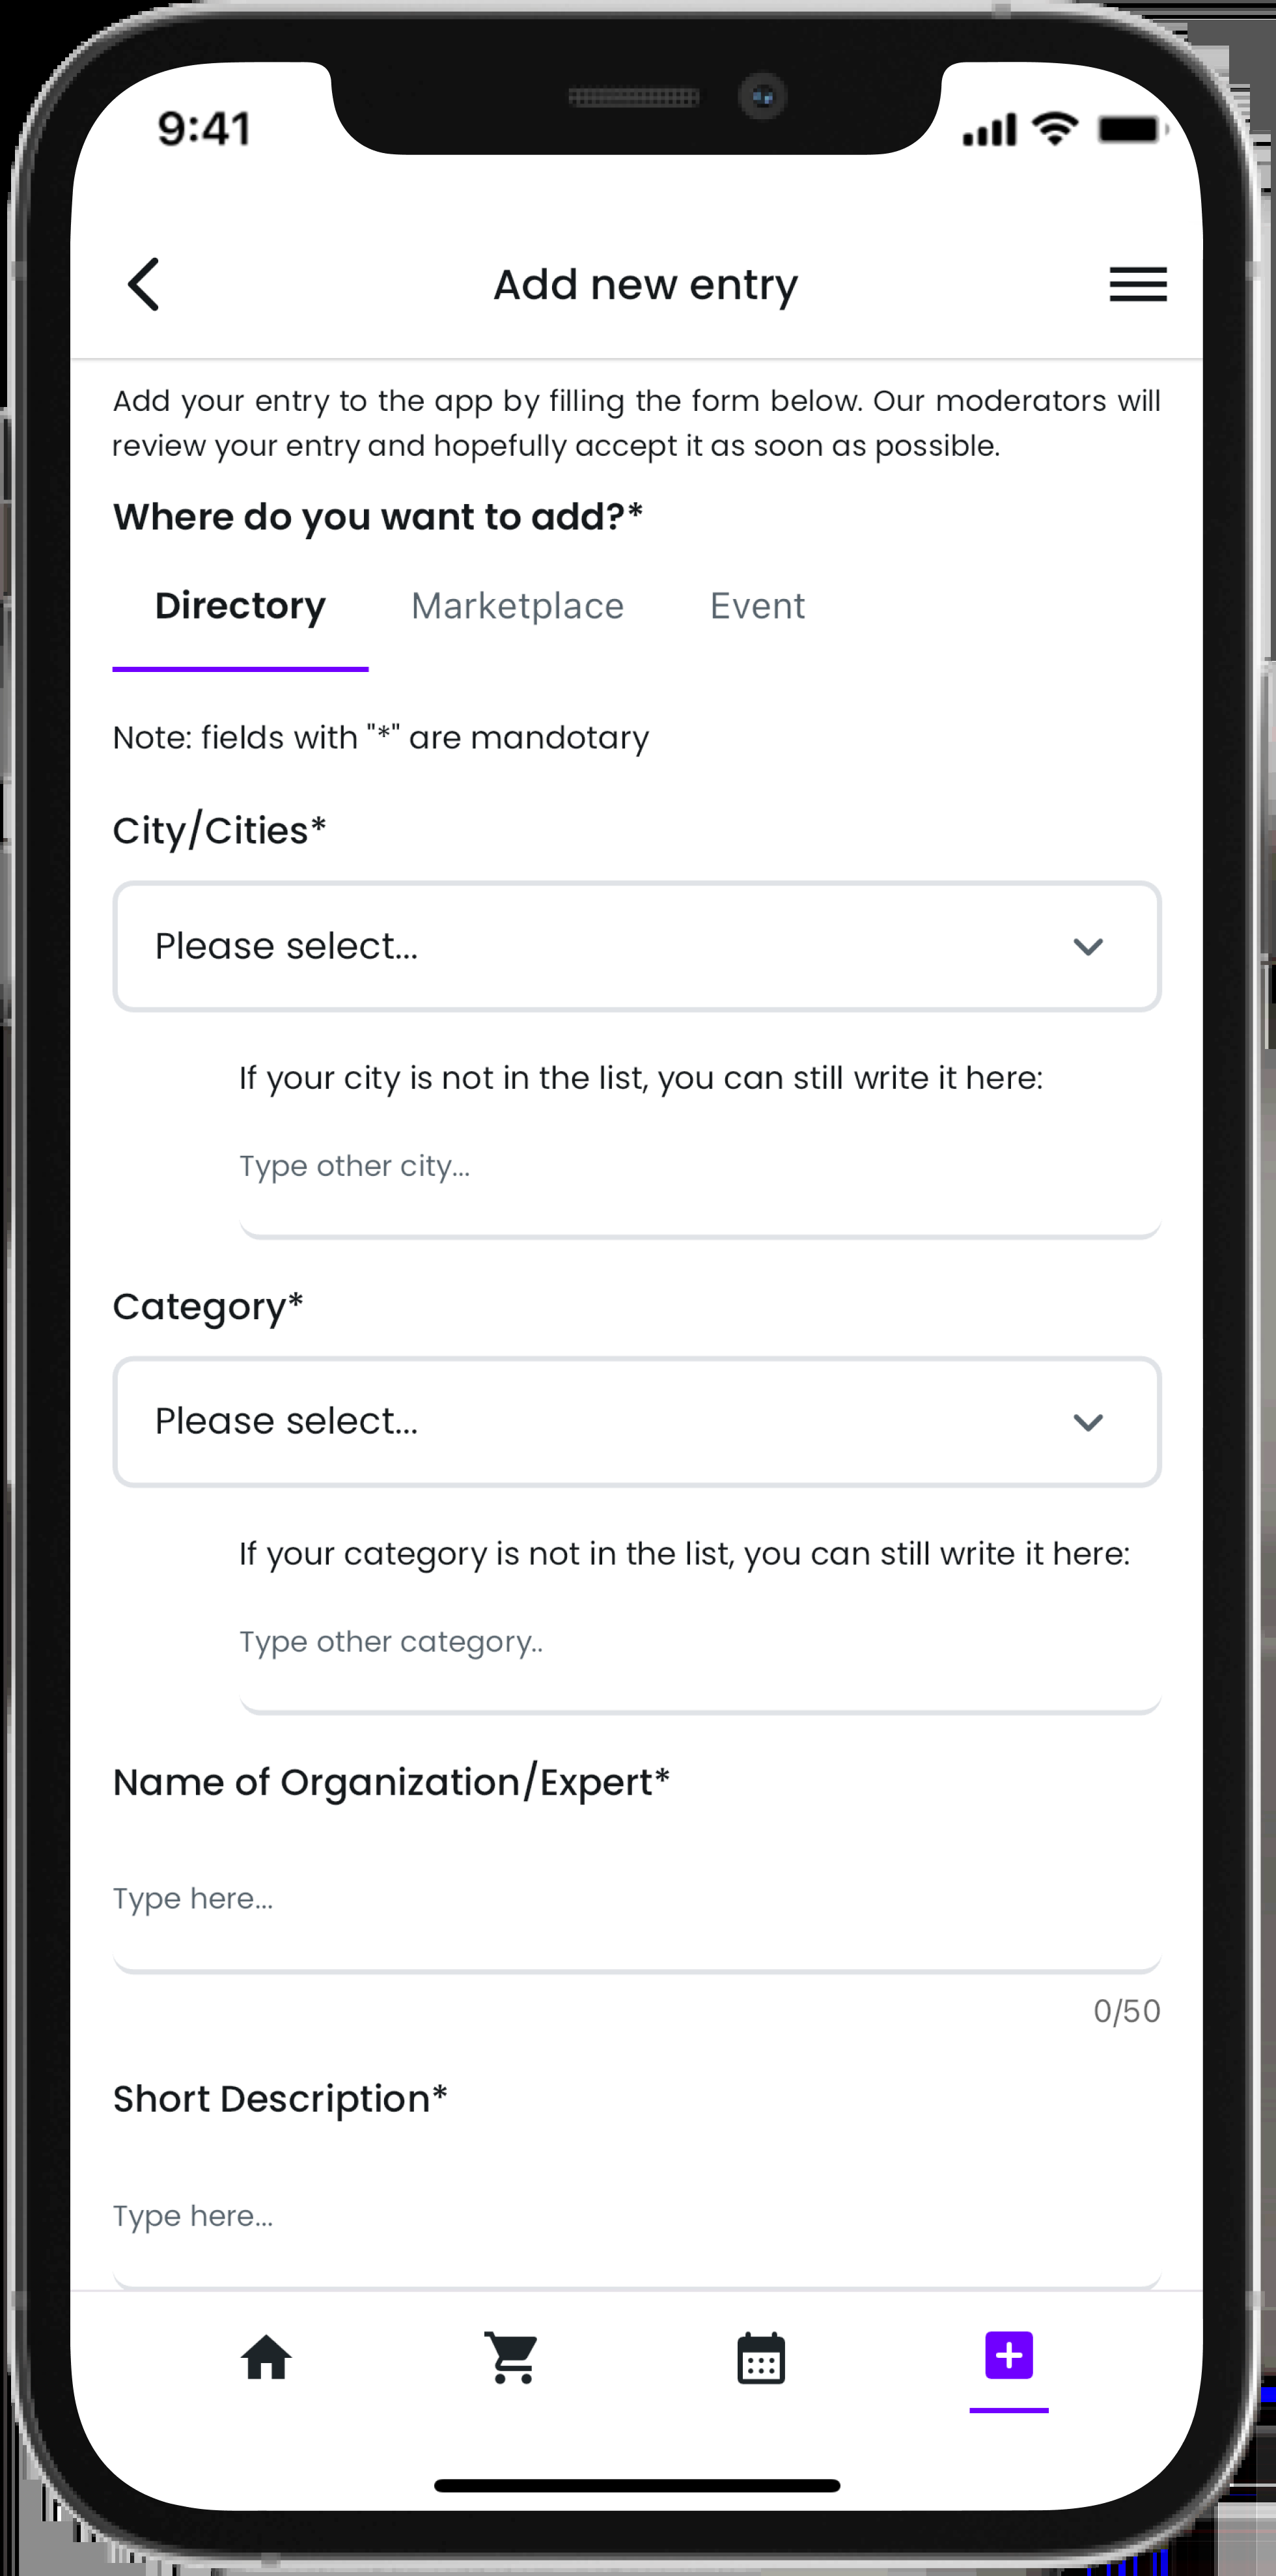 9:41
Add new entry
Add your entry to the app by filling the form below. Our moderators will
review your entry and hopefully accept it as soon as possible.
Where do you want to add?*
Directory Marketplace Event
Note: fields with "*" are mandotary
City/Cities*
Please select...
If your city is not in the list, you can still write it here:
Type other city...
Category*
Please select...
If your category is not in the list, you can still write it here:
Type other category..
Name of Organization/Expert*
Type here...
0/50
Short Description*
Type here...